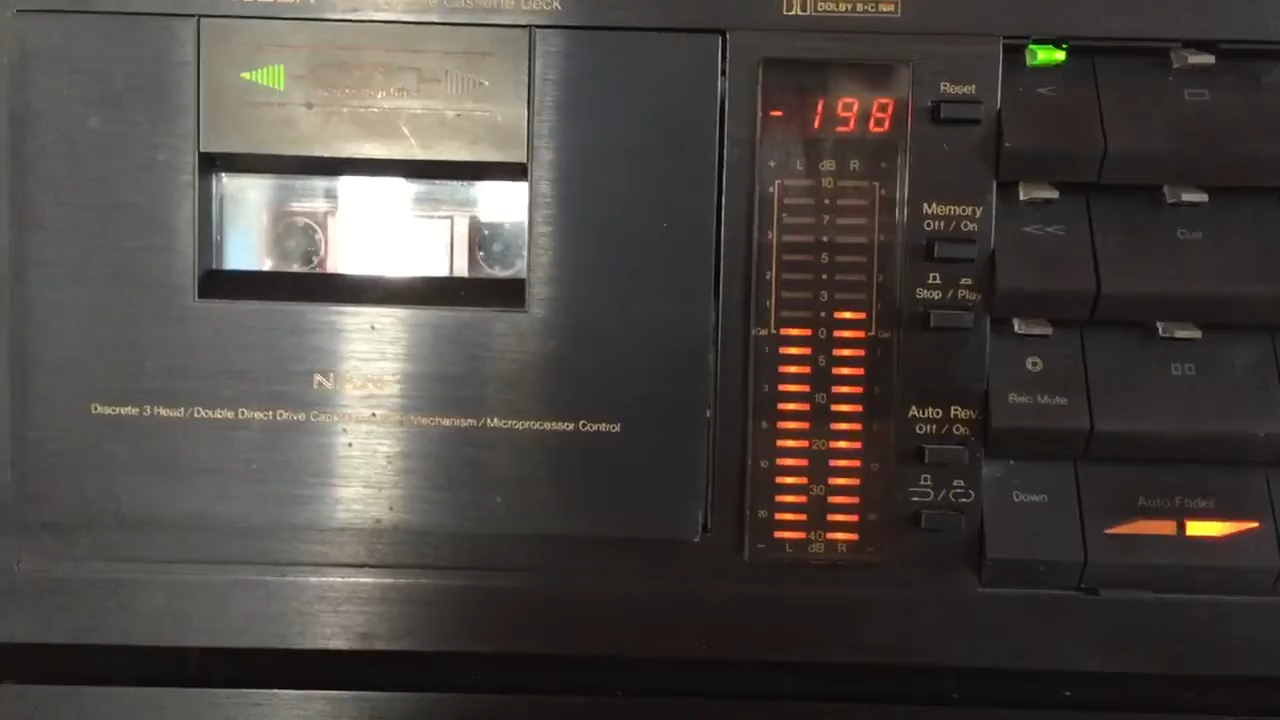 Cassette Deck
DOLBY B·C NR
- 198
Reset
+ L dB R +
10
7
5
3
0
5
10
20
30
40
- L dB R -
Memory
Off / On
Stop / Play
Auto Rev.
Off / On
<
<<
Cue
Rec Mute
Down
Auto Fader
Discrete 3 Head / Double Direct Drive Mechanism / Microprocessor Control